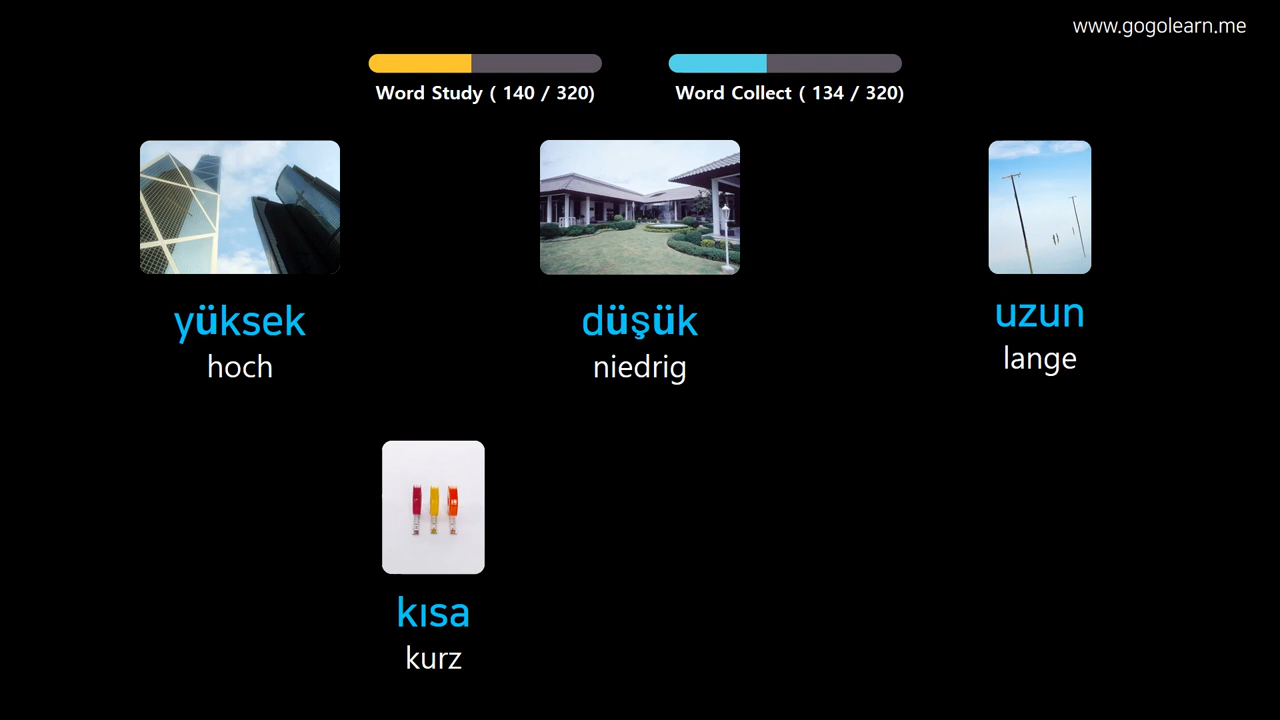 www.gogolearn.me
Word Study ( 140 / 320)
Word Collect ( 134 / 320)
yüksek
hoch
düşük
niedrig
uzun
lange
kısa
kurz